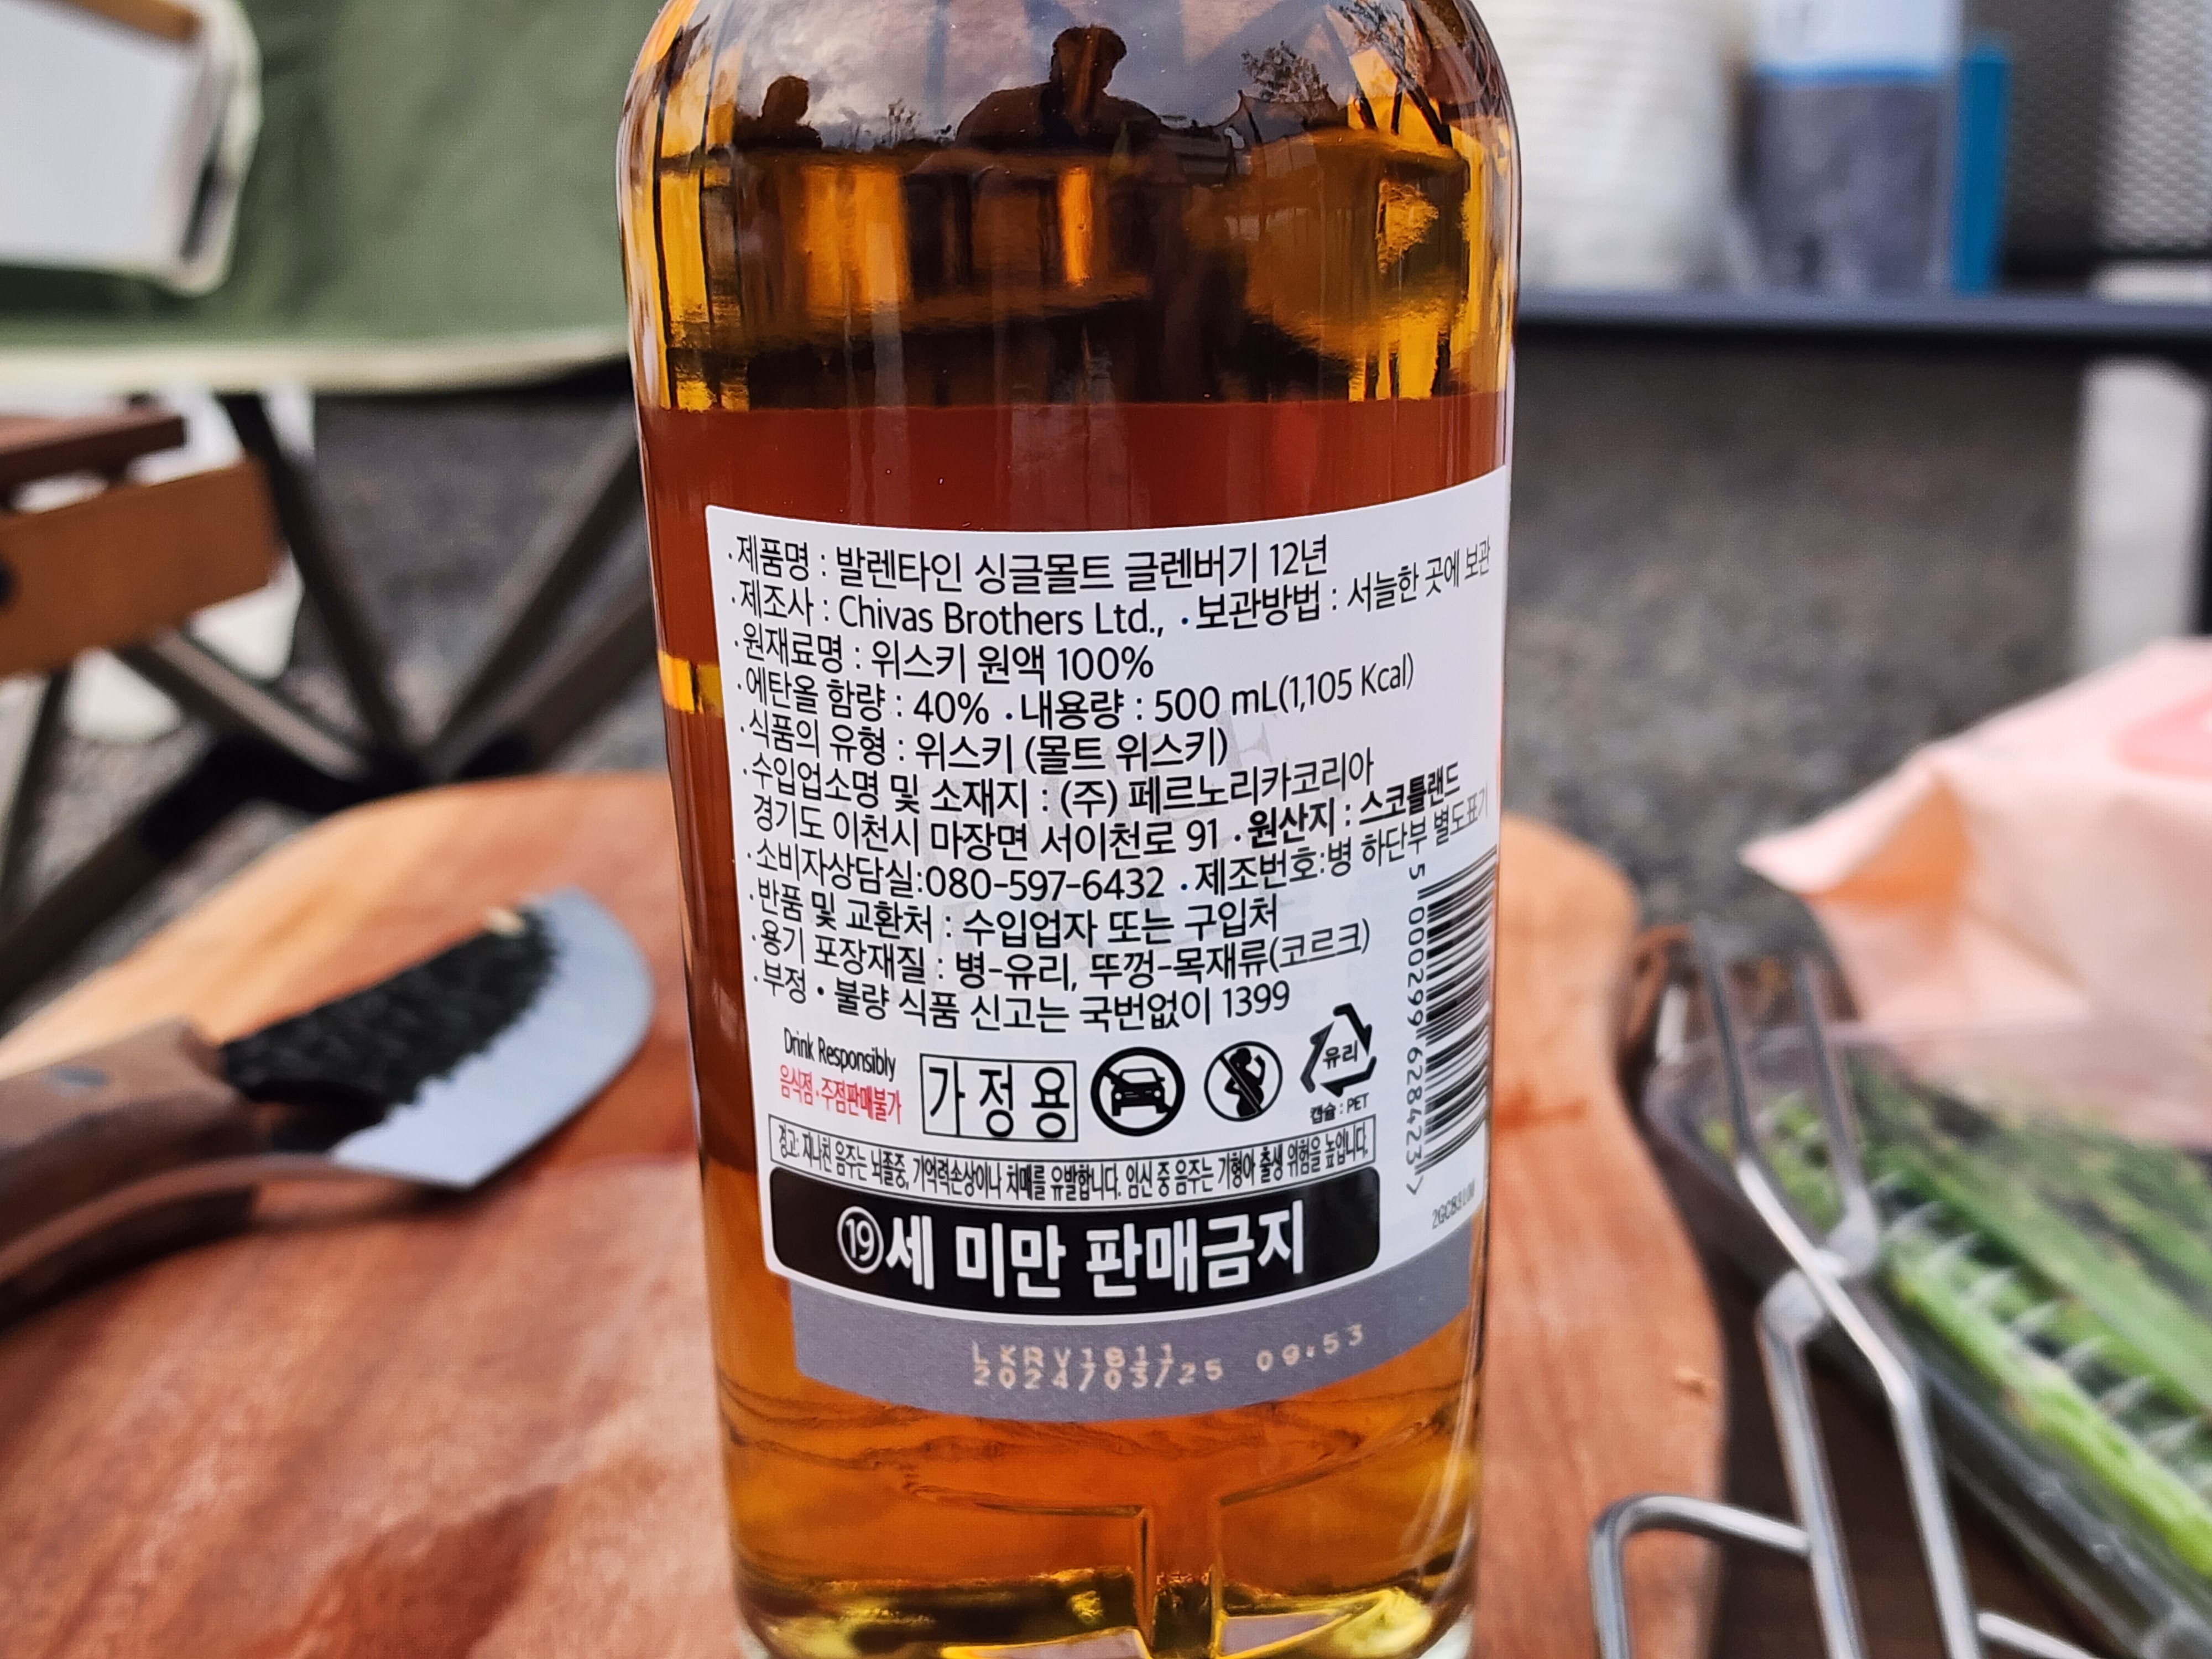 ·제품명 : 발렌타인 싱글몰트 글렌버기 12년
·제조사 : Chivas Brothers Ltd., ·보관방법 : 서늘한 곳에 보관
·원재료명 : 위스키 원액 100%
·에탄올 함량 : 40% ·내용량 : 500 mL(1,105 Kcal)
·식품의 유형 : 위스키 (몰트 위스키)
·수입업소명 및 소재지 : (주) 페르노리카코리아
경기도 이천시 마장면 서이천로 91 ·원산지 : 스코틀랜드
·소비자상담실:080-597-6432 ·제조번호:병 하단부 별도표기
·반품 및 교환처 : 수입업자 또는 구입처
·용기 포장재질 : 병-유리, 뚜껑-목재류(코르크)
·부정•불량 식품 신고는 국번없이 1399
Drink Responsibly
음식점·주점판매불가
가정용
유리
캡슐 : PET
경고: 지나친 음주는 뇌졸중, 기억력손상이나 치매를 유발합니다. 임신 중 음주는 기형아 출생 위험을 높입니다.
⑲세 미만 판매금지
5 000299 628423
LKRV1811
2024/03/25 09:53